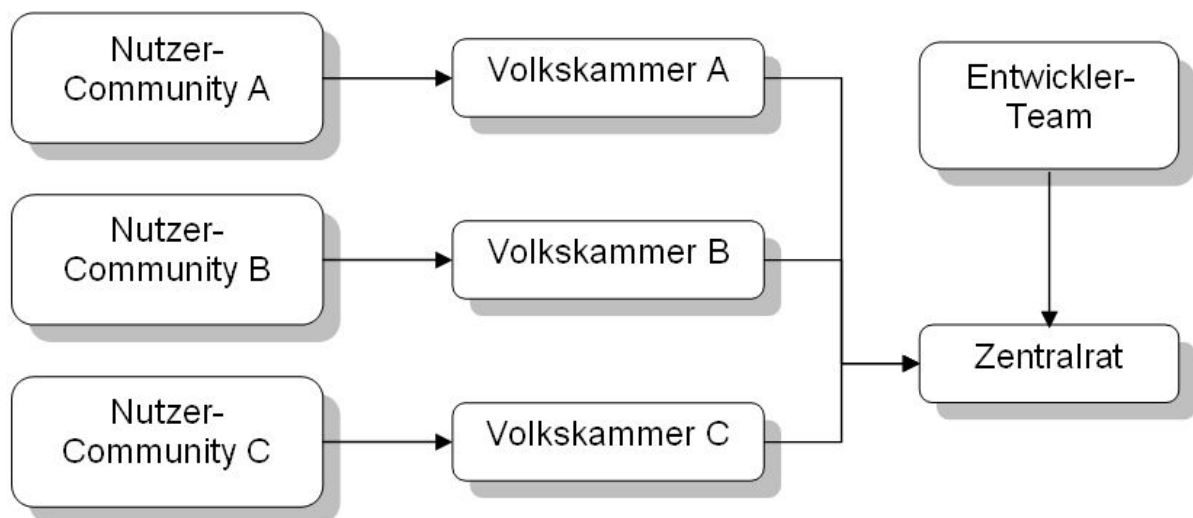 Nutzer-
Community A
Volkskammer A
Entwickler-
Team
Nutzer-
Community B
Volkskammer B
Zentralrat
Nutzer-
Community C
Volkskammer C